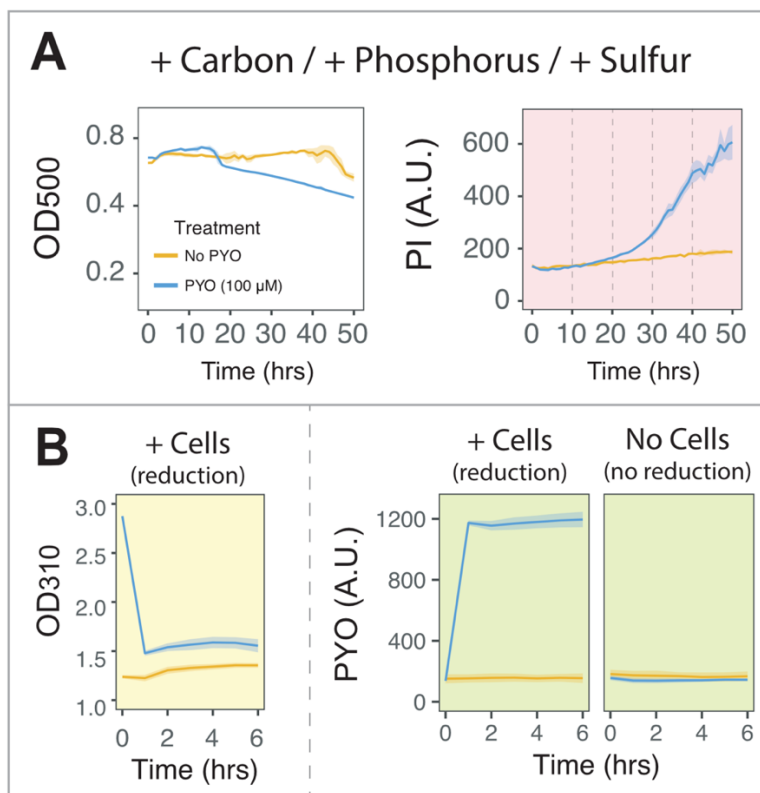 A
+ Carbon / + Phosphorus / + Sulfur
OD500
0.8
0.4
0.2
Treatment
No PYO
PYO (100 µM)
0 10 20 30 40 50
Time (hrs)
PI (A.U.)
600
400
200
0
0 10 20 30 40 50
Time (hrs)
B
+ Cells
(reduction)
OD310
3.0
2.5
2.0
1.5
1.0
0 2 4 6
Time (hrs)
+ Cells
(reduction)
No Cells
(no reduction)
PYO (A.U.)
1200
800
400
0
0 2 4 6
0 2 4 6
Time (hrs)